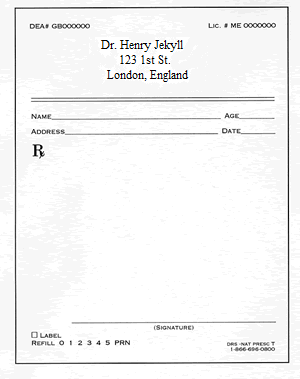 DEA# GB000000 LIC. # ME 0000000
Dr. Henry Jekyll
123 1st St.
London, England
NAME AGE
ADDRESS DATE
℞
(SIGNATURE)
☐ LABEL
REFILL 0 1 2 3 4 5 PRN DRS -NAT PRESC T
1-866-696-0800